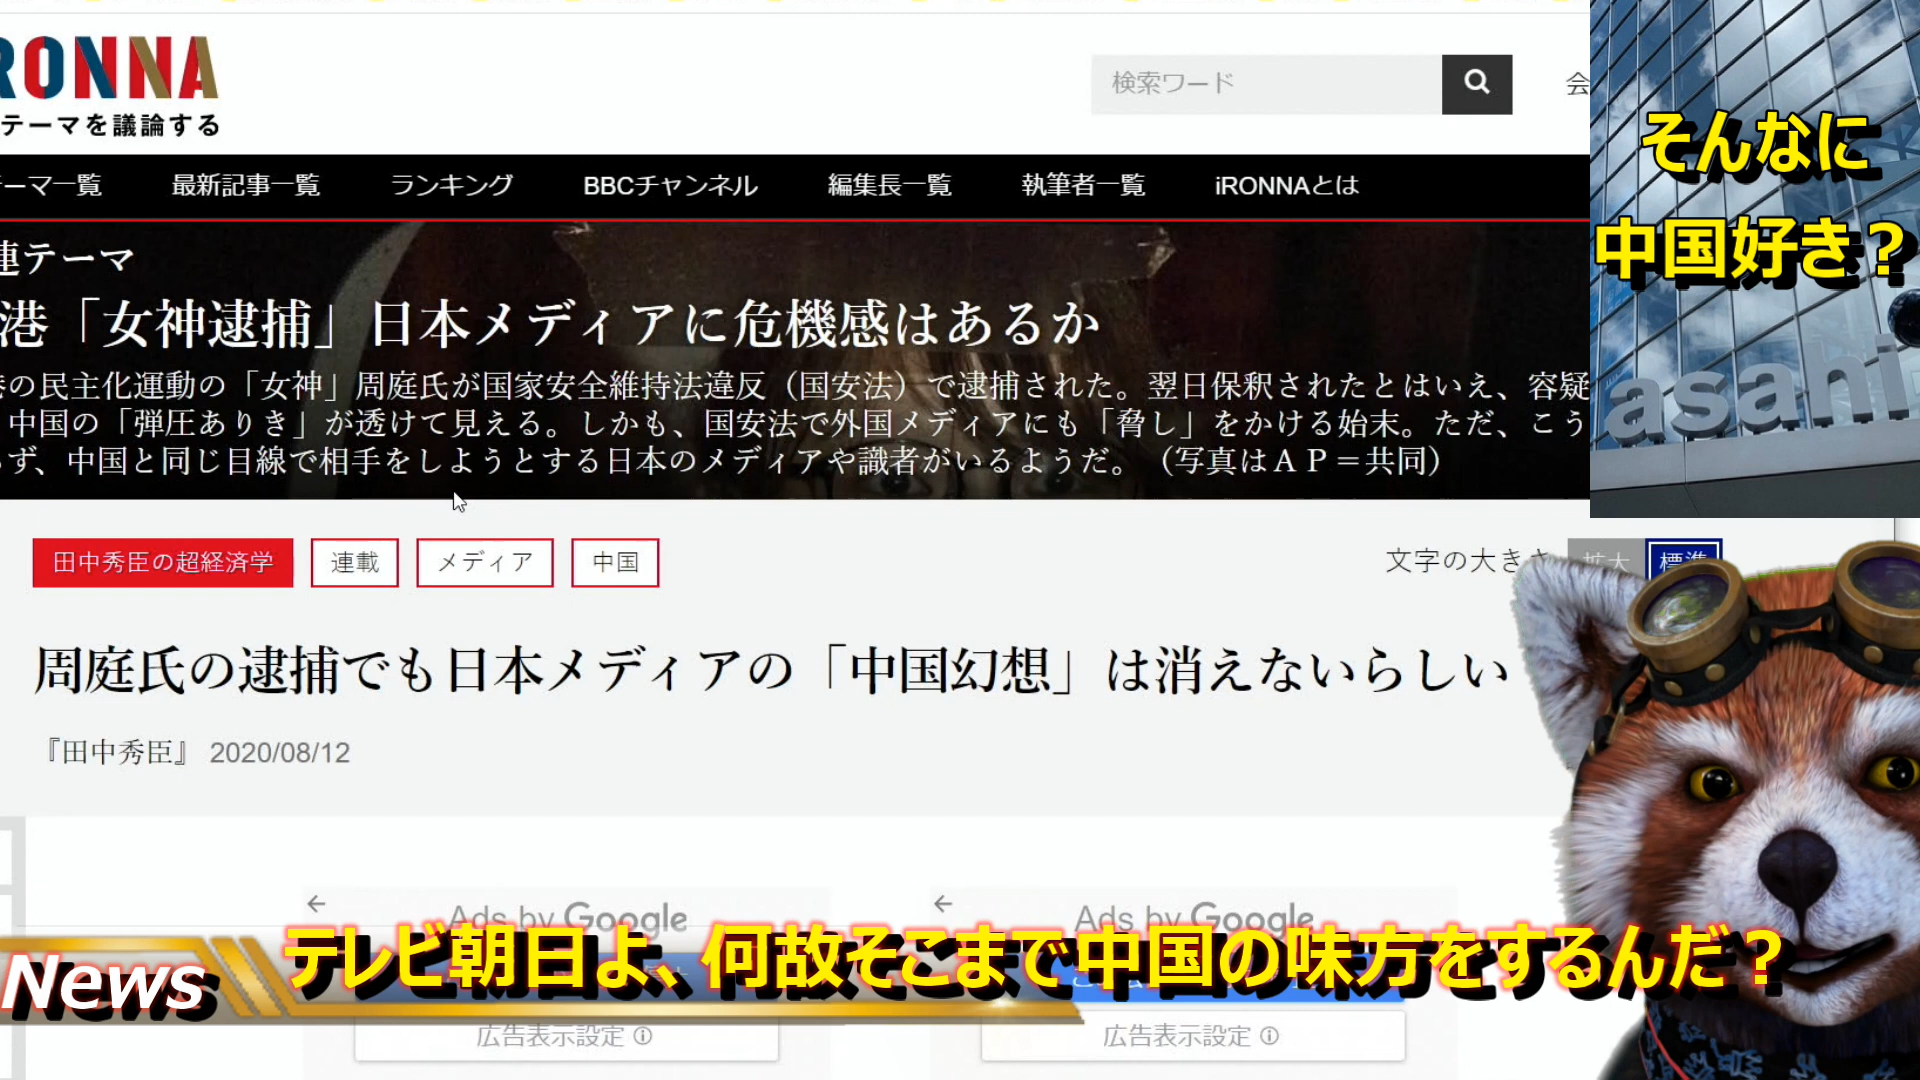 RONNA
テーマを議論する
検索ワード
会
ーマ一覧
最新記事一覧
ランキング
BBCチャンネル
編集長一覧
執筆者一覧
iRONNAとは
そんなに
中国好き？
asahi
連テーマ
港「女神逮捕」日本メディアに危機感はあるか
の民主化運動の「女神」周庭氏が国家安全維持法違反（国安法）で逮捕された。翌日保釈されたとはいえ、容疑
中国の「弾圧ありき」が透けて見える。しかも、国安法で外国メディアにも「脅し」をかける始末。ただ、こう
らず、中国と同じ目線で相手をしようとする日本のメディアや識者がいるようだ。（写真はＡＰ＝共同）
田中秀臣の超経済学
連載
メディア
中国
文字の大きさ
拡大
標準
周庭氏の逮捕でも日本メディアの「中国幻想」は消えないらしい
『田中秀臣』 2020/08/12
Ads by Google
Ads by Google
News
テレビ朝日よ、何故そこまで中国の味方をするんだ？
広告表示設定
広告表示設定